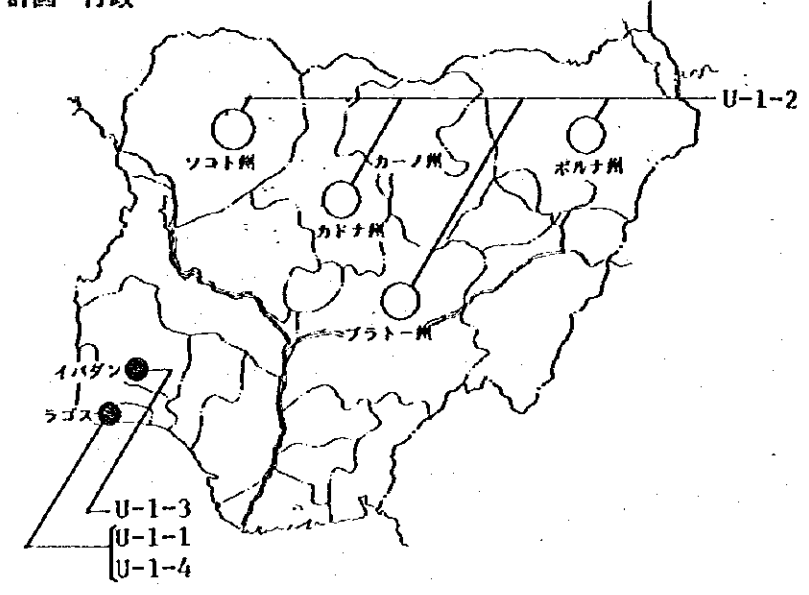 計画 行政
U-1-2
ソコト州
カーノ州
ボルナ州
カドナ州
プラトー州
イバダン
ラゴス
U-1-3
U-1-1
U-1-4